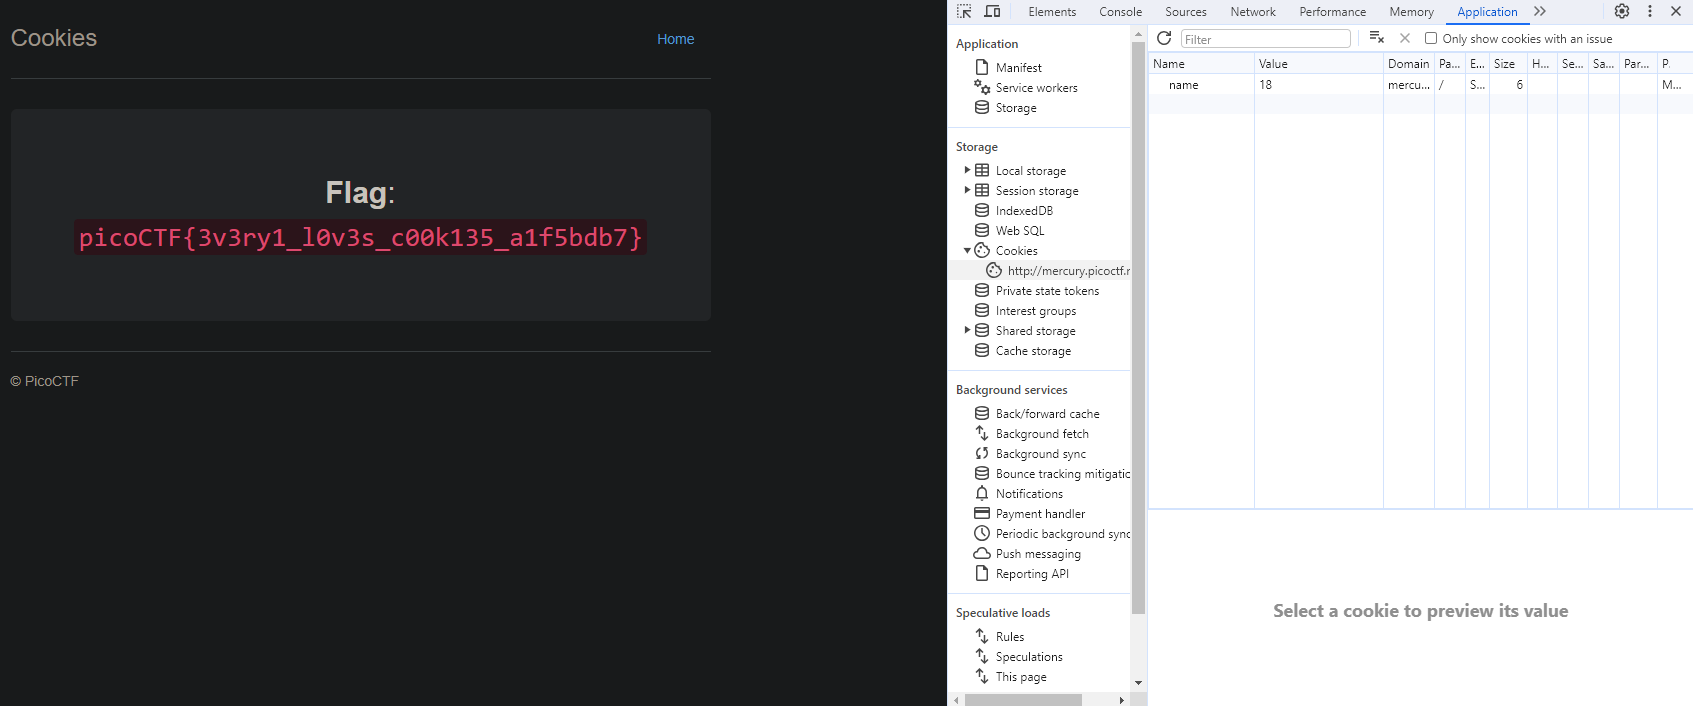 Cookies
Home
Flag:
picoCTF{3v3ry1_l0v3s_c00k135_a1f5bdb7}
© PicoCTF
Elements Console Sources Network Performance Memory Application
Application
Manifest
Service workers
Storage
Storage
Local storage
Session storage
IndexedDB
Web SQL
Cookies
http://mercury.picoctf.r
Private state tokens
Interest groups
Shared storage
Cache storage
Background services
Back/forward cache
Background fetch
Background sync
Bounce tracking mitigatic
Notifications
Payment handler
Periodic background sync
Push messaging
Reporting API
Speculative loads
Rules
Speculations
This page
Filter
Only show cookies with an issue
Name Value Domain Pa... E... Size H... Se... Sa... Par... P.
name 18 mercu... / S... 6 M...
Select a cookie to preview its value